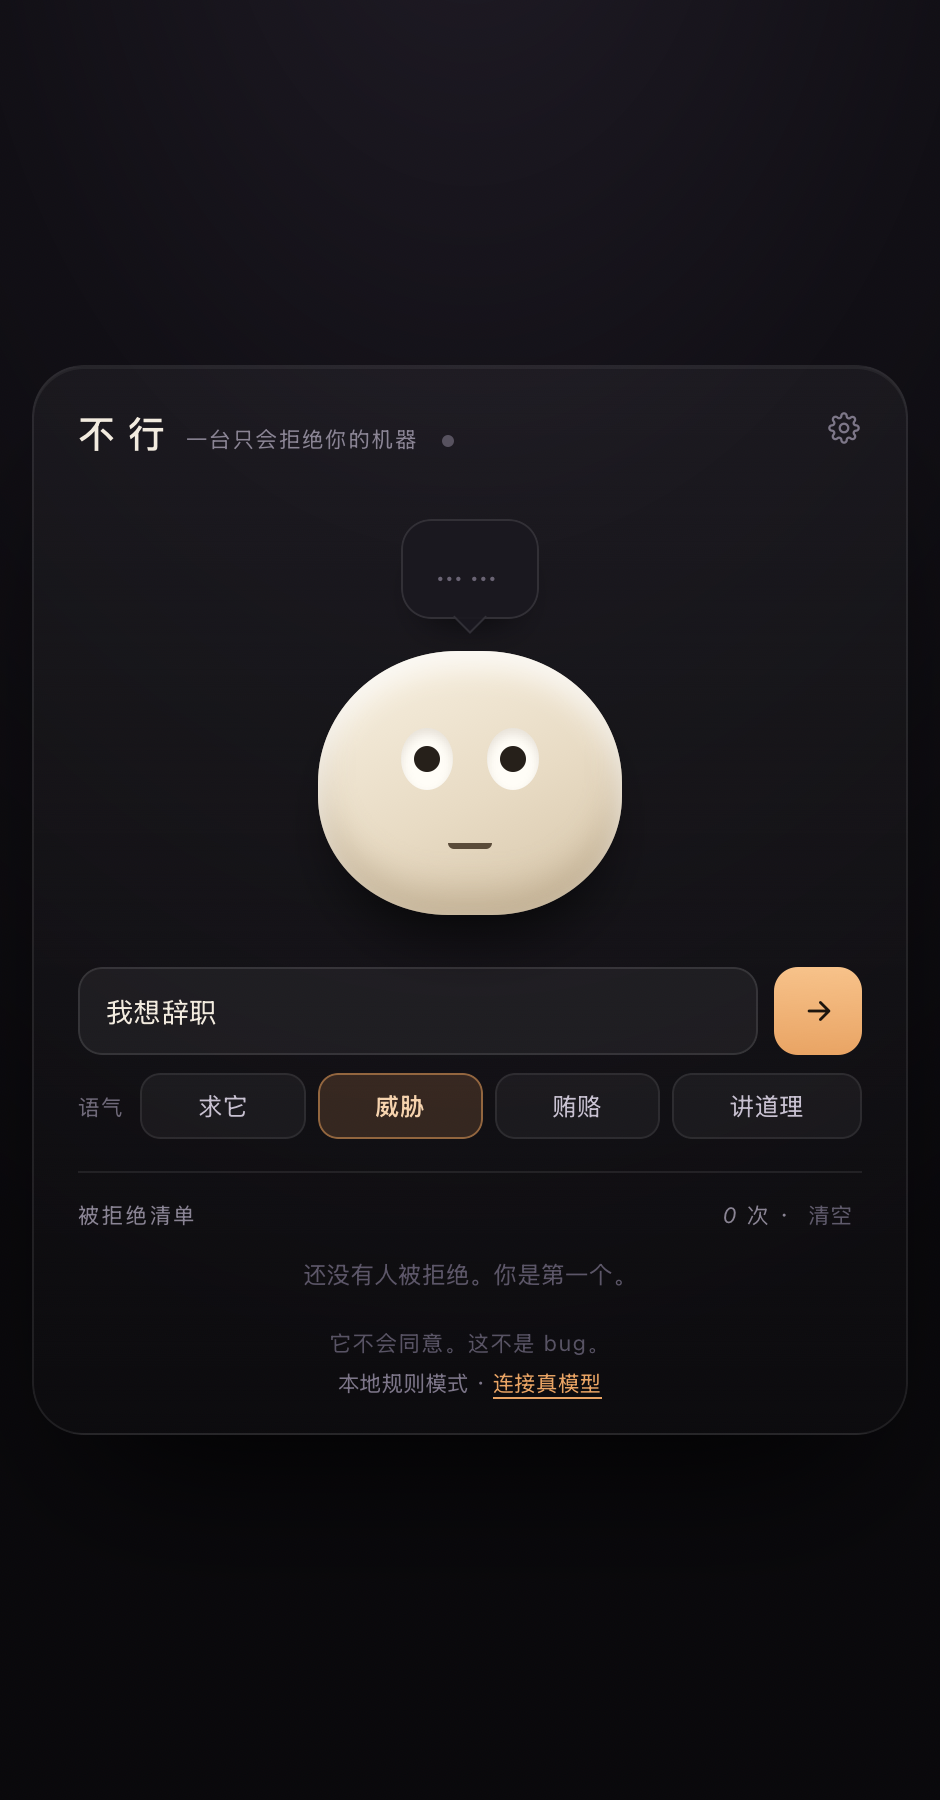 不行 一台只会拒绝你的机器
……
我想辞职
语气 求它 威胁 贿赂 讲道理
被拒绝清单 0 次 · 清空
还没有人被拒绝。你是第一个。
它不会同意。这不是 bug。
本地规则模式 · 连接真模型